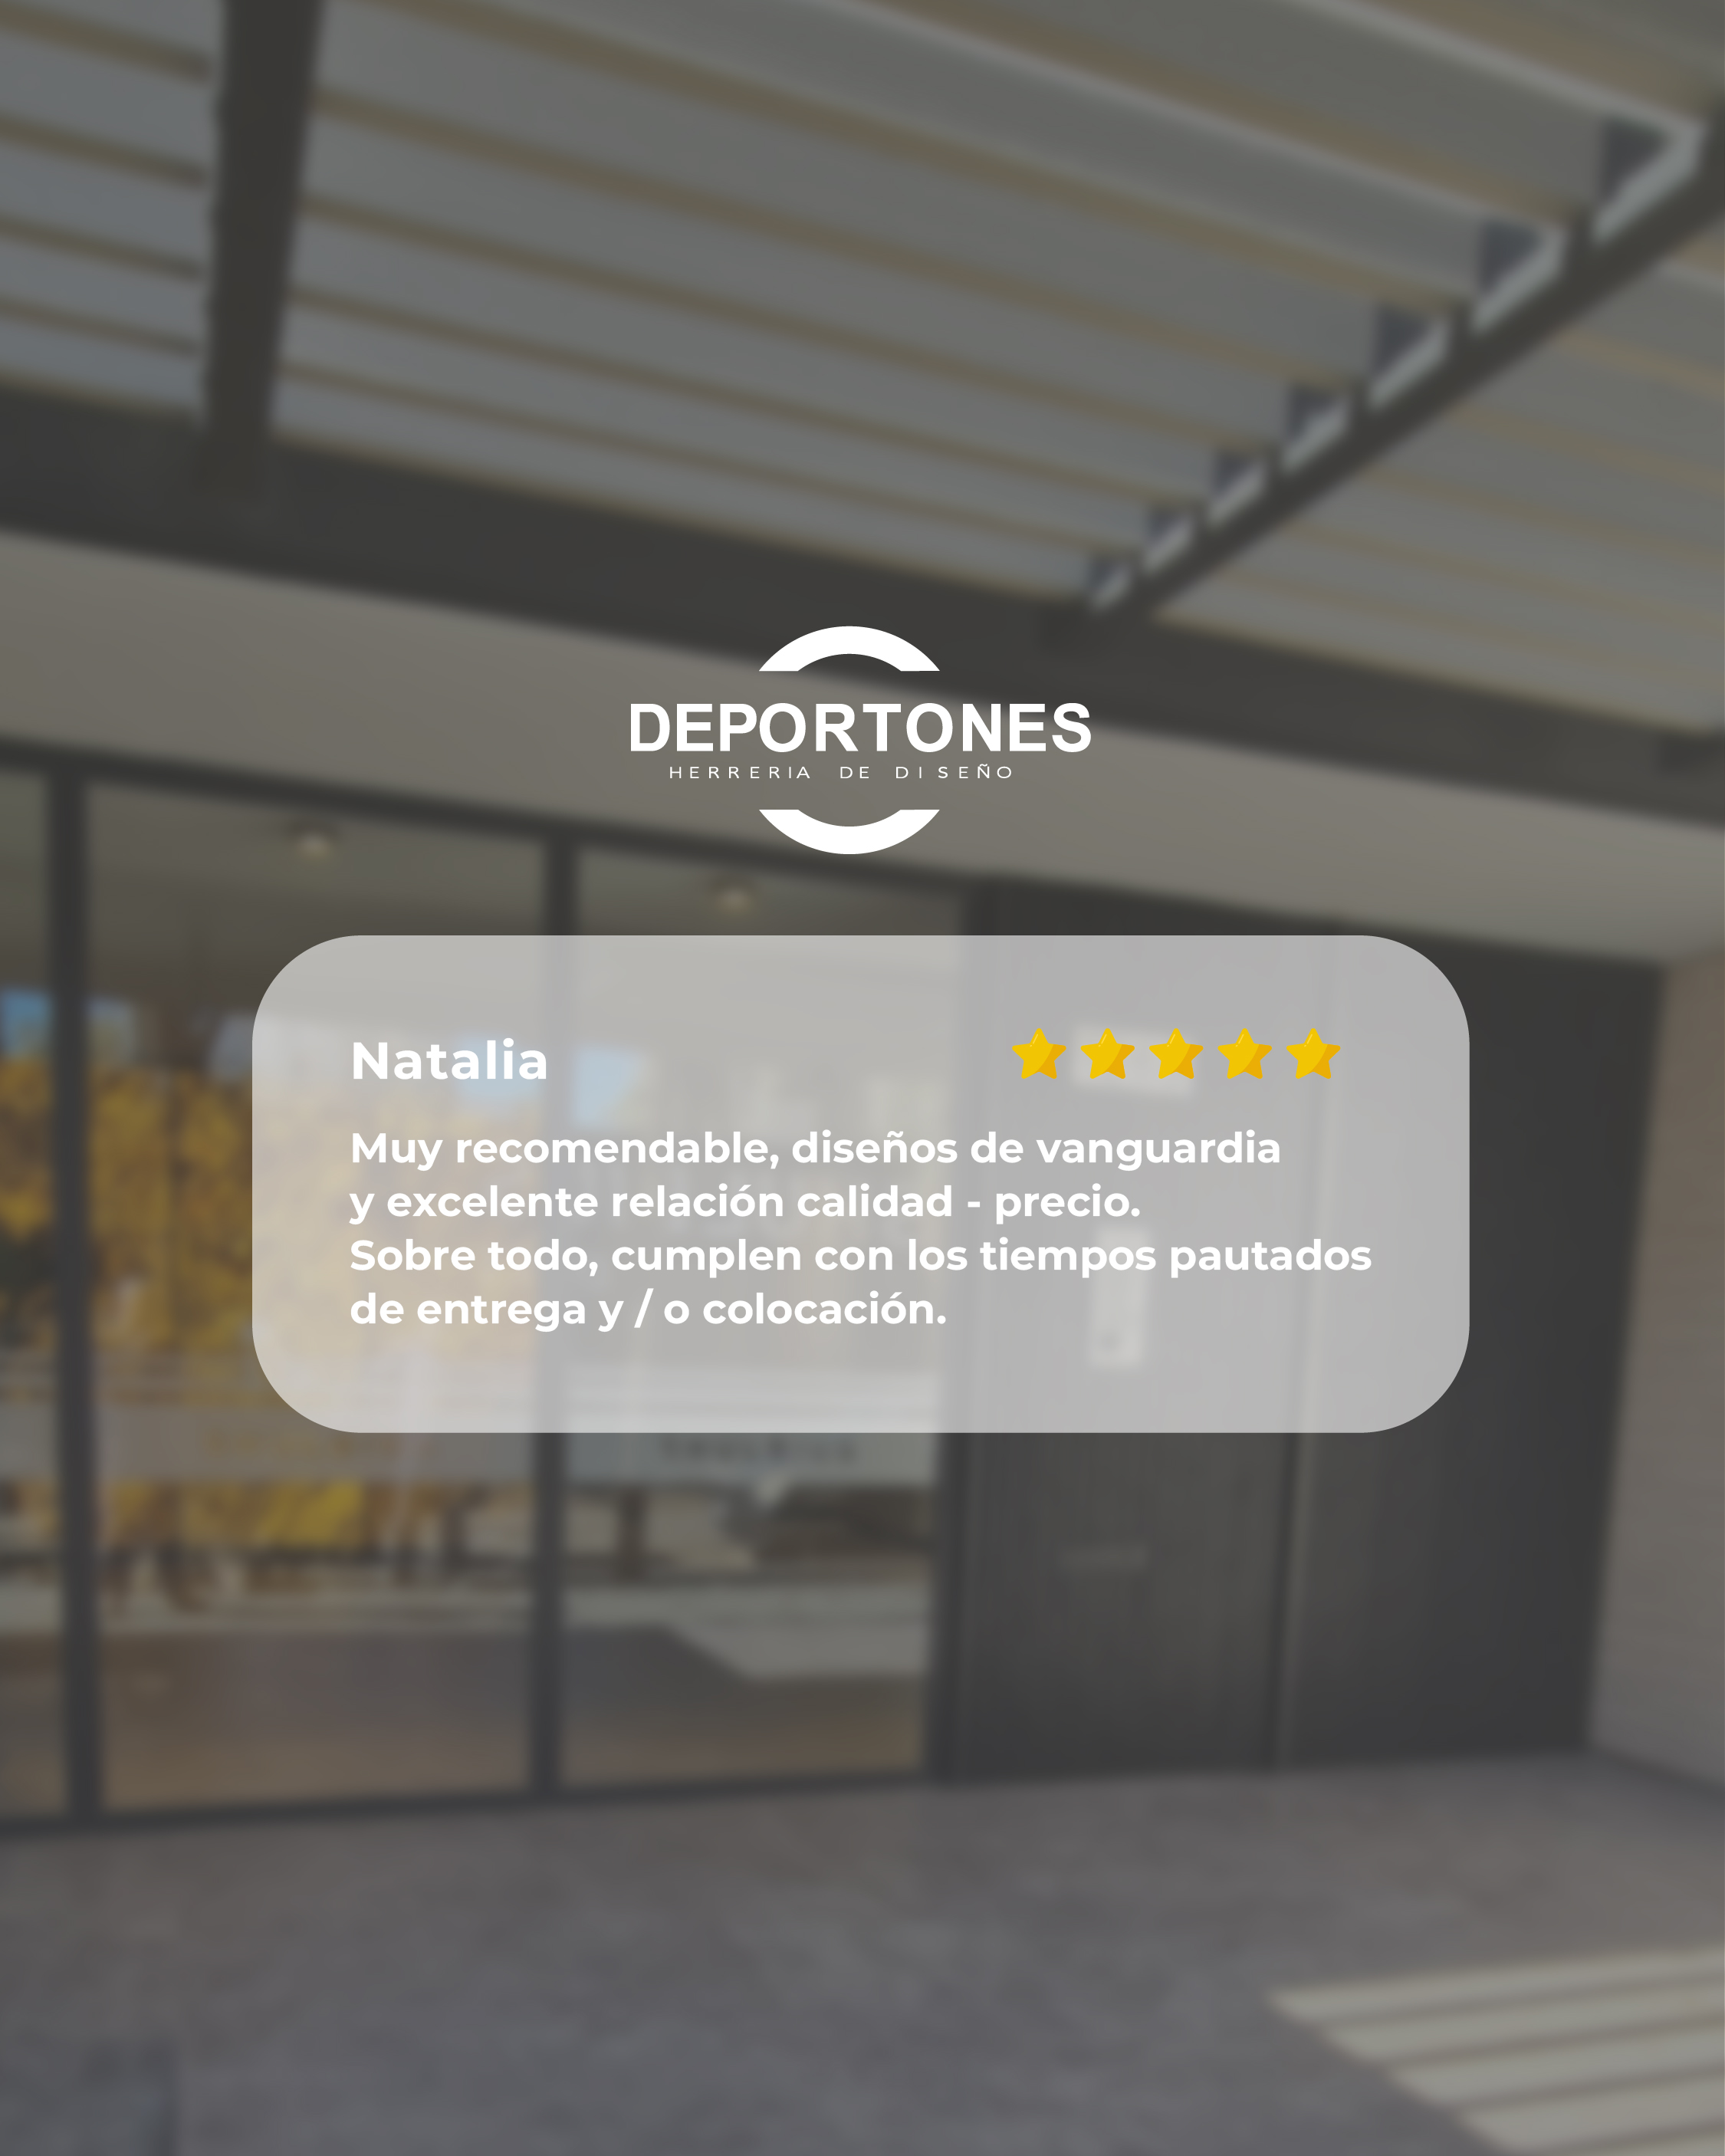 DEPORTONES
HERRERIA DE DISEÑO
Natalia
Muy recomendable, diseños de vanguardia
y excelente relación calidad - precio.
Sobre todo, cumplen con los tiempos pautados
de entrega y / o colocación.